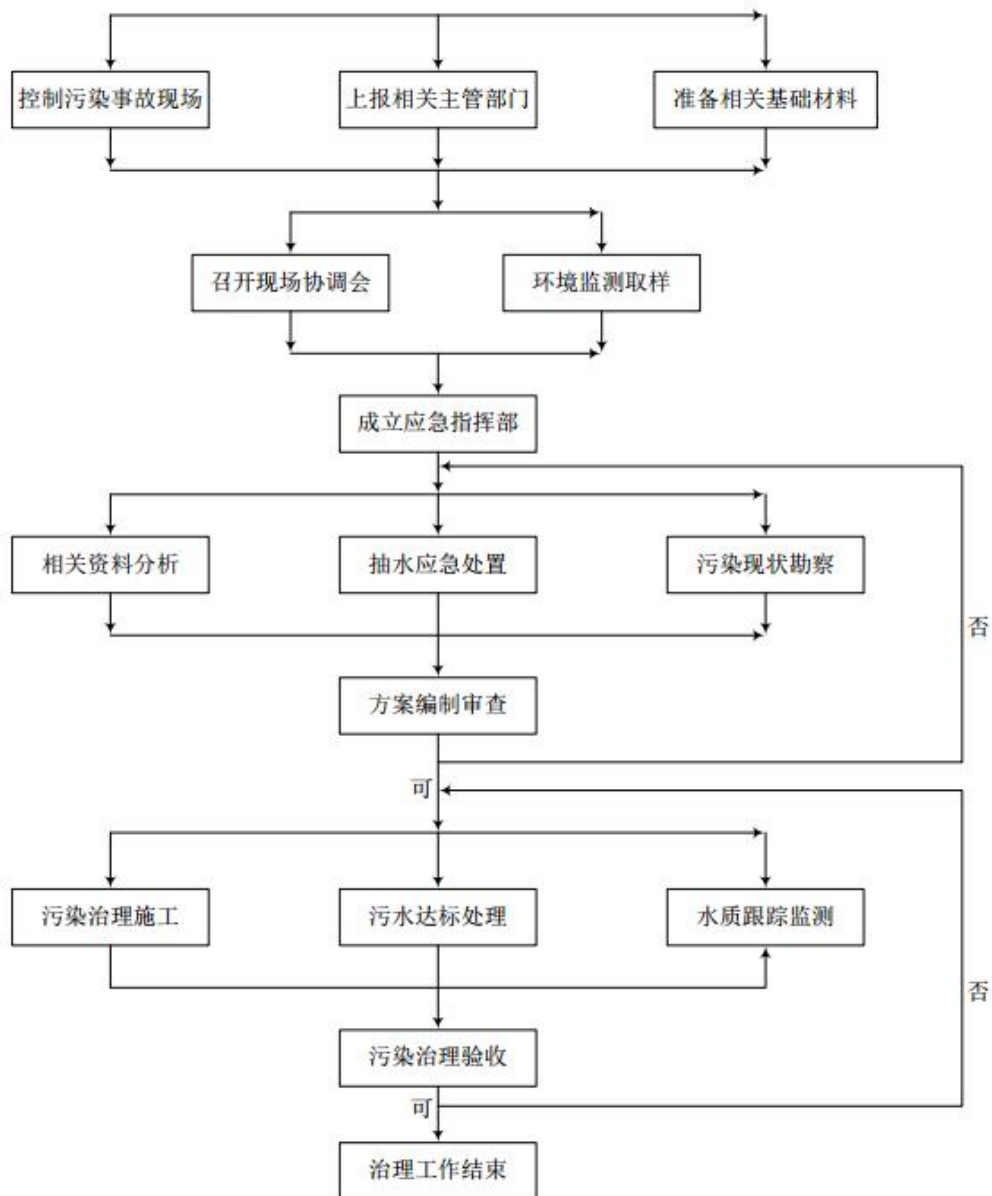 控制污染事故现场
上报相关主管部门
准备相关基础材料
召开现场协调会
环境监测取样
成立应急指挥部
相关资料分析
抽水应急处置
污染现状勘察
否
方案编制审查
可
污染治理施工
污水达标处理
水质跟踪监测
否
污染治理验收
可
治理工作结束